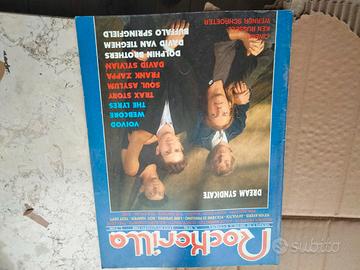 Rockerilla
DREAM SYNDICATE
VOIVOD
WEBCORE
THE LYRES
TRAX STORY
SOUL ASYLUM
FRANK ZAPPA
DAVID SYLVIAN
DOLPHIN BROTHERS
DAVID VAN TIEGHEM
BUFFALO SPRINGFIELD
CINEMA
KEN RUSSELL
WERNER SCHROETER
subito